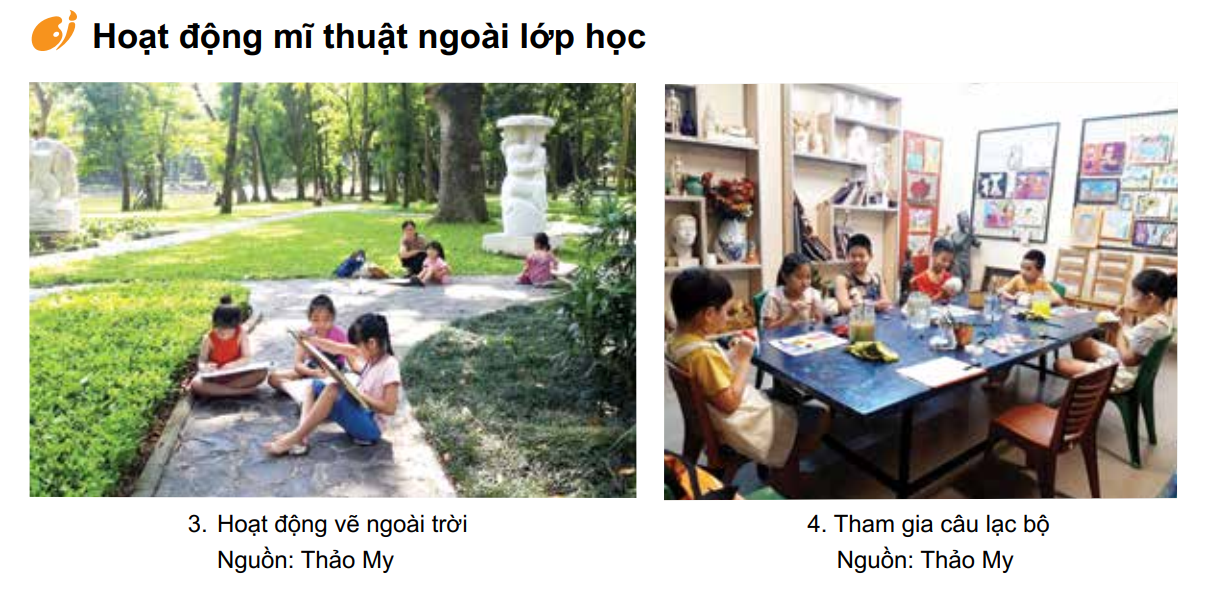 Hoạt động mĩ thuật ngoài lớp học
3. Hoạt động vẽ ngoài trời
Nguồn: Thảo My
4. Tham gia câu lạc bộ
Nguồn: Thảo My